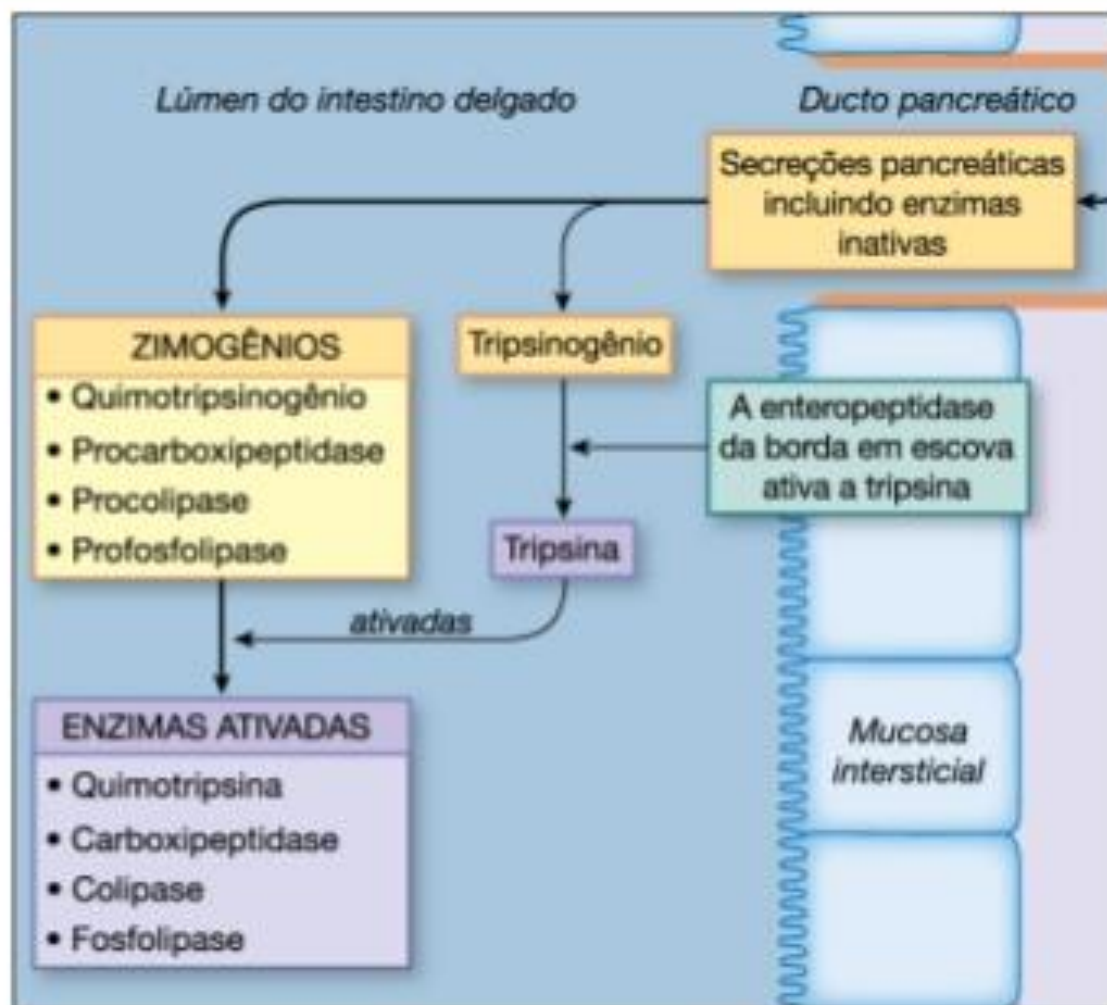 Lúmen do intestino delgado
Ducto pancreático
Secreções pancreáticas
incluindo enzimas
inativas
ZIMOGÊNIOS
• Quimotripsinogênio
• Procarboxipeptidase
• Procolipase
• Profosfolipase
Tripsinogênio
A enteropeptidase
da borda em escova
ativa a tripsina
Tripsina
ativadas
ENZIMAS ATIVADAS
• Quimotripsina
• Carboxipeptidase
• Colipase
• Fosfolipase
Mucosa
intersticial